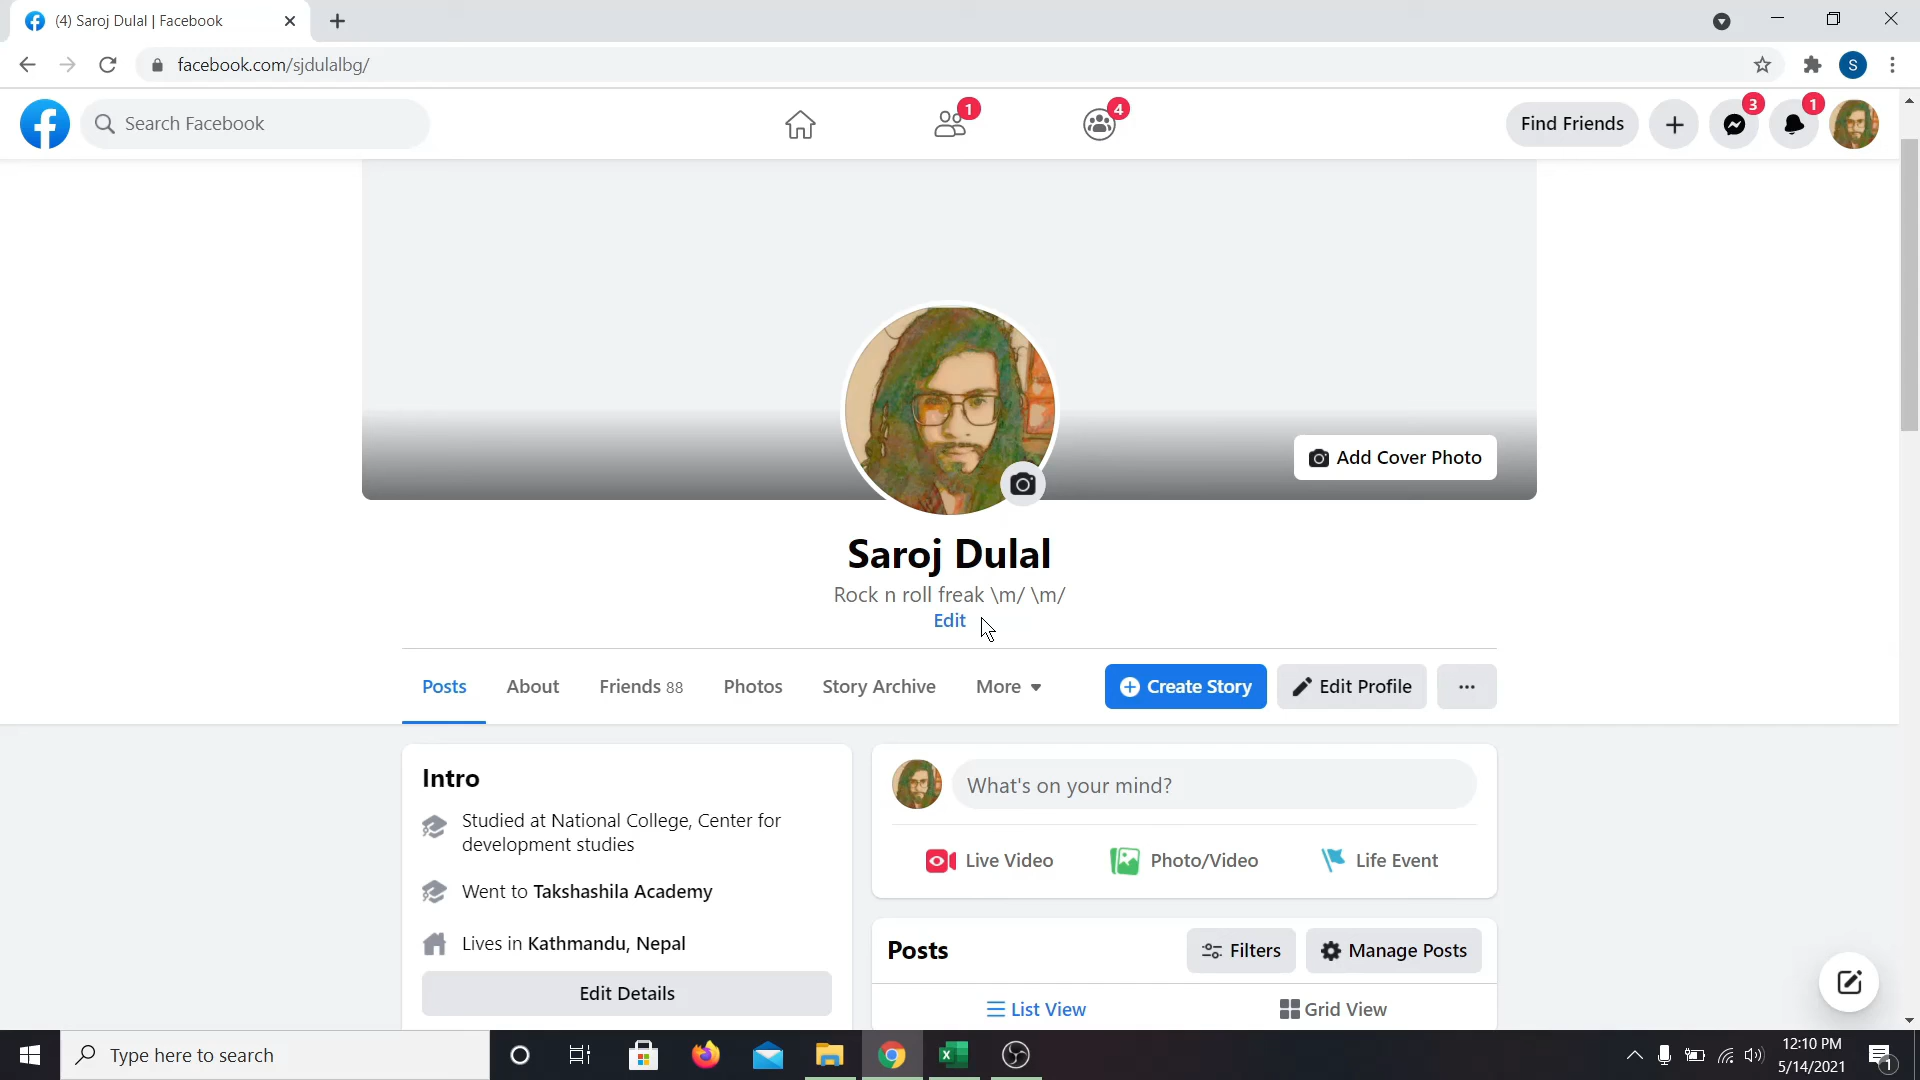 (4) Saroj Dulal | Facebook
facebook.com/sjdulalbg/
S
Search Facebook
1
4
Find Friends
3
1
Add Cover Photo
Saroj Dulal
Rock n roll freak \m/ \m/
Edit
Posts
About
Friends 88
Photos
Story Archive
More
Create Story
Edit Profile
Intro
Studied at National College, Center for
development studies
Went to Takshashila Academy
Lives in Kathmandu, Nepal
Edit Details
What's on your mind?
Live Video
Photo/Video
Life Event
Posts
Filters
Manage Posts
List View
Grid View
Type here to search
12:10 PM
5/14/2021
1